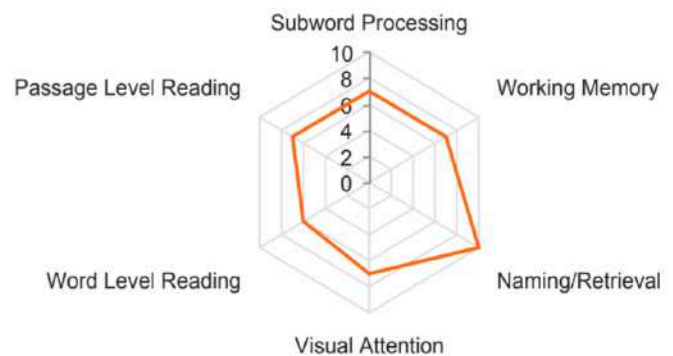 Subword Processing
Passage Level Reading
Working Memory
10
8
6
4
2
0
Word Level Reading
Naming/Retrieval
Visual Attention